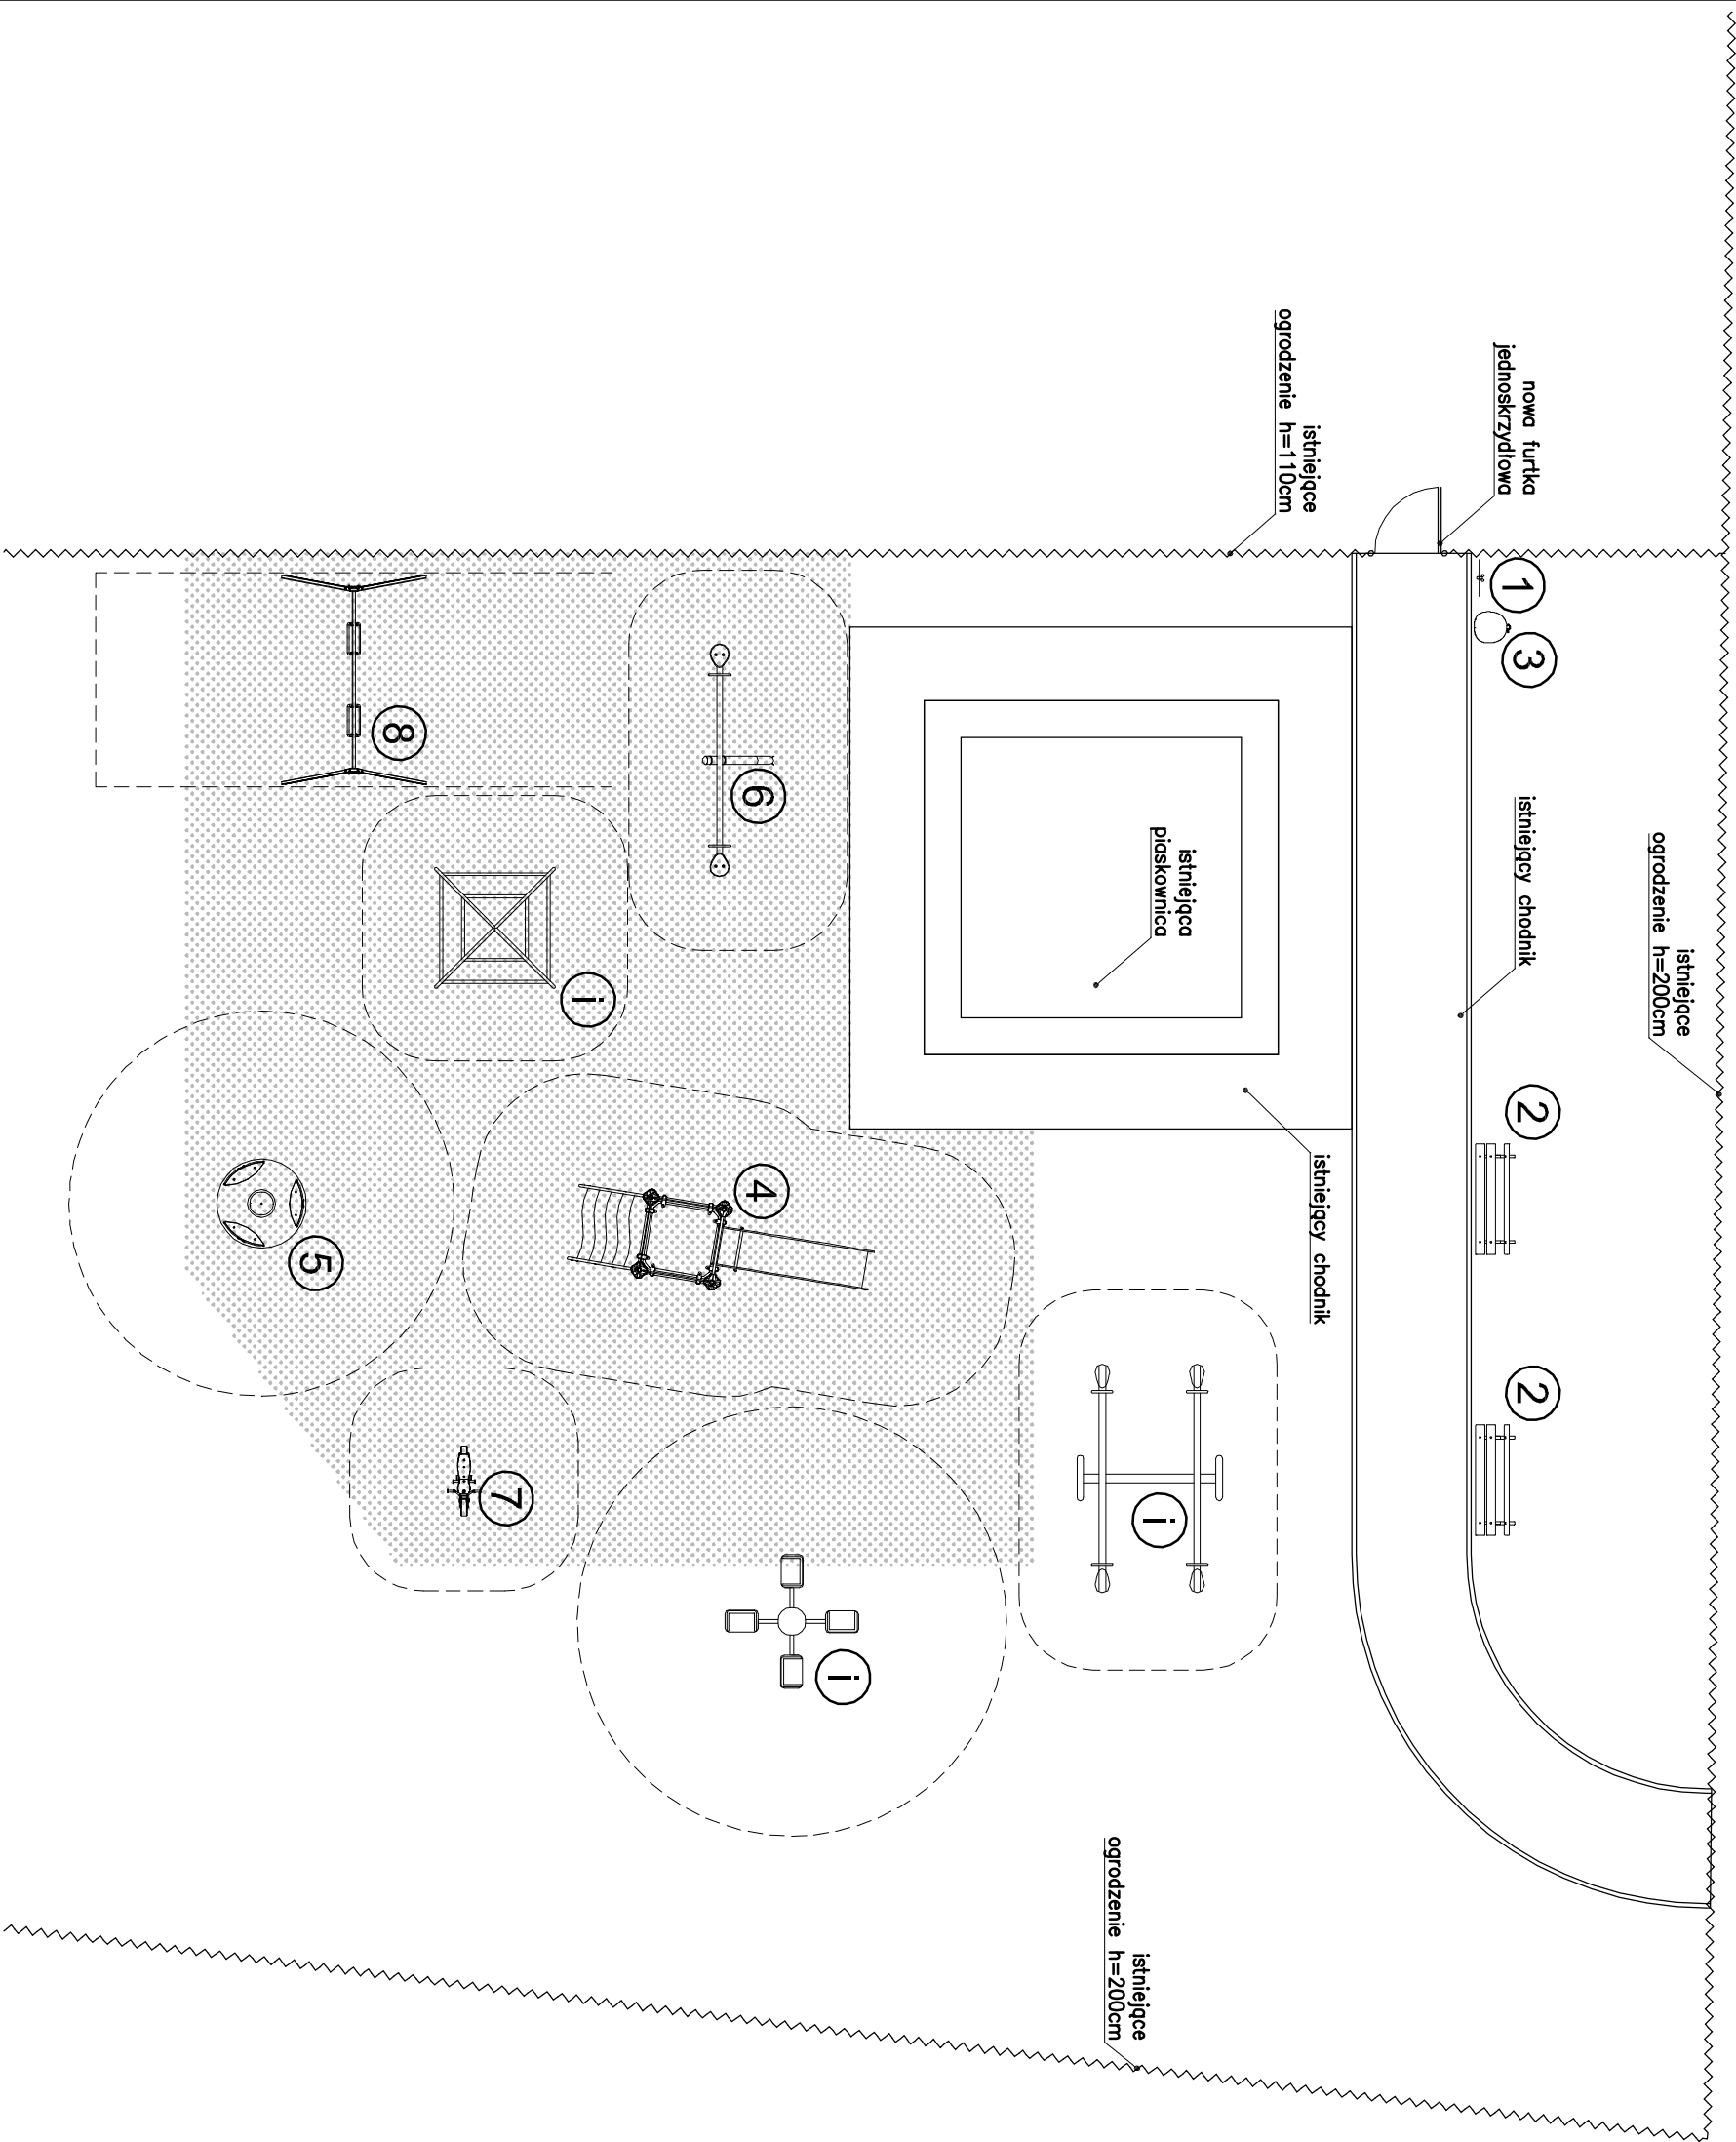 istniejące
ogrodzenie h=200cm
istniejący chodnik
nowa furtka
jednoskrzydłowa
istniejące
ogrodzenie h=110cm
1
3
2
2
istniejąca
piaskownica
istniejący chodnik
6
8
i
4
5
i
7
i
istniejące
ogrodzenie h=200cm